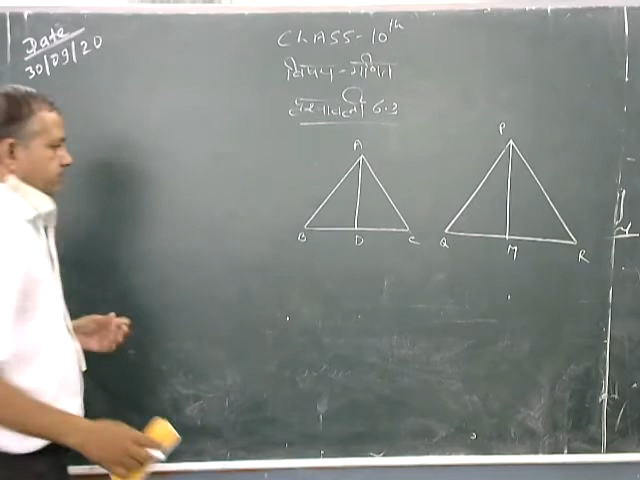 Date
30/09/20
CLASS-10th
विषय-गणित
प्रश्नावली 6.3
A
P
B D C
Q M R